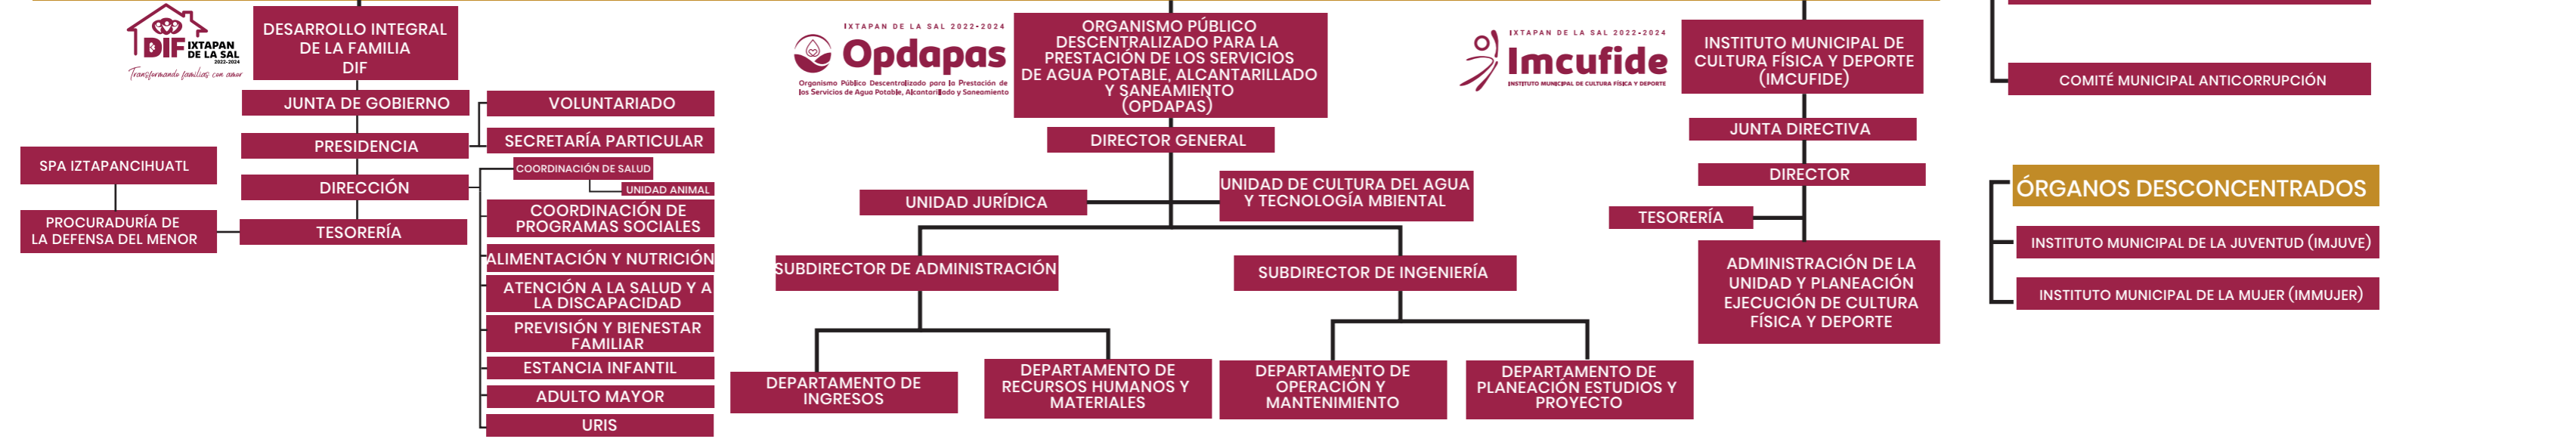 DIF IXTAPAN
DE LA SAL
2022-2024
Transformando familias con amor
DESARROLLO INTEGRAL
DE LA FAMILIA
DIF
JUNTA DE GOBIERNO
PRESIDENCIA
DIRECCIÓN
TESORERÍA
SPA IZTAPANCIHUATL
PROCURADURÍA DE
LA DEFENSA DEL MENOR
VOLUNTARIADO
SECRETARÍA PARTICULAR
COORDINACIÓN DE SALUD
UNIDAD ANIMAL
COORDINACIÓN DE
PROGRAMAS SOCIALES
ALIMENTACIÓN Y NUTRICIÓN
ATENCIÓN A LA SALUD Y A
LA DISCAPACIDAD
PREVISIÓN Y BIENESTAR
FAMILIAR
ESTANCIA INFANTIL
ADULTO MAYOR
URIS
IXTAPAN DE LA SAL 2022-2024
Opdapas
Organismo Público Descentralizado para la Prestación de
los Servicios de Agua Potable, Alcantarillado y Saneamiento
ORGANISMO PÚBLICO
DESCENTRALIZADO PARA LA
PRESTACIÓN DE LOS SERVICIOS
DE AGUA POTABLE, ALCANTARILLADO
Y SANEAMIENTO
(OPDAPAS)
DIRECTOR GENERAL
UNIDAD JURÍDICA
UNIDAD DE CULTURA DEL AGUA
Y TECNOLOGÍA MBIENTAL
SUBDIRECTOR DE ADMINISTRACIÓN
SUBDIRECTOR DE INGENIERÍA
DEPARTAMENTO DE
INGRESOS
DEPARTAMENTO DE
RECURSOS HUMANOS Y
MATERIALES
DEPARTAMENTO DE
OPERACIÓN Y
MANTENIMIENTO
DEPARTAMENTO DE
PLANEACIÓN ESTUDIOS Y
PROYECTO
IXTAPAN DE LA SAL 2022-2024
Imcufide
INSTITUTO MUNICIPAL DE CULTURA FÍSICA Y DEPORTE
INSTITUTO MUNICIPAL DE
CULTURA FÍSICA Y DEPORTE
(IMCUFIDE)
JUNTA DIRECTIVA
DIRECTOR
TESORERÍA
ADMINISTRACIÓN DE LA
UNIDAD Y PLANEACIÓN
EJECUCIÓN DE CULTURA
FÍSICA Y DEPORTE
COMITÉ MUNICIPAL ANTICORRUPCIÓN
ÓRGANOS DESCONCENTRADOS
INSTITUTO MUNICIPAL DE LA JUVENTUD (IMJUVE)
INSTITUTO MUNICIPAL DE LA MUJER (IMMUJER)